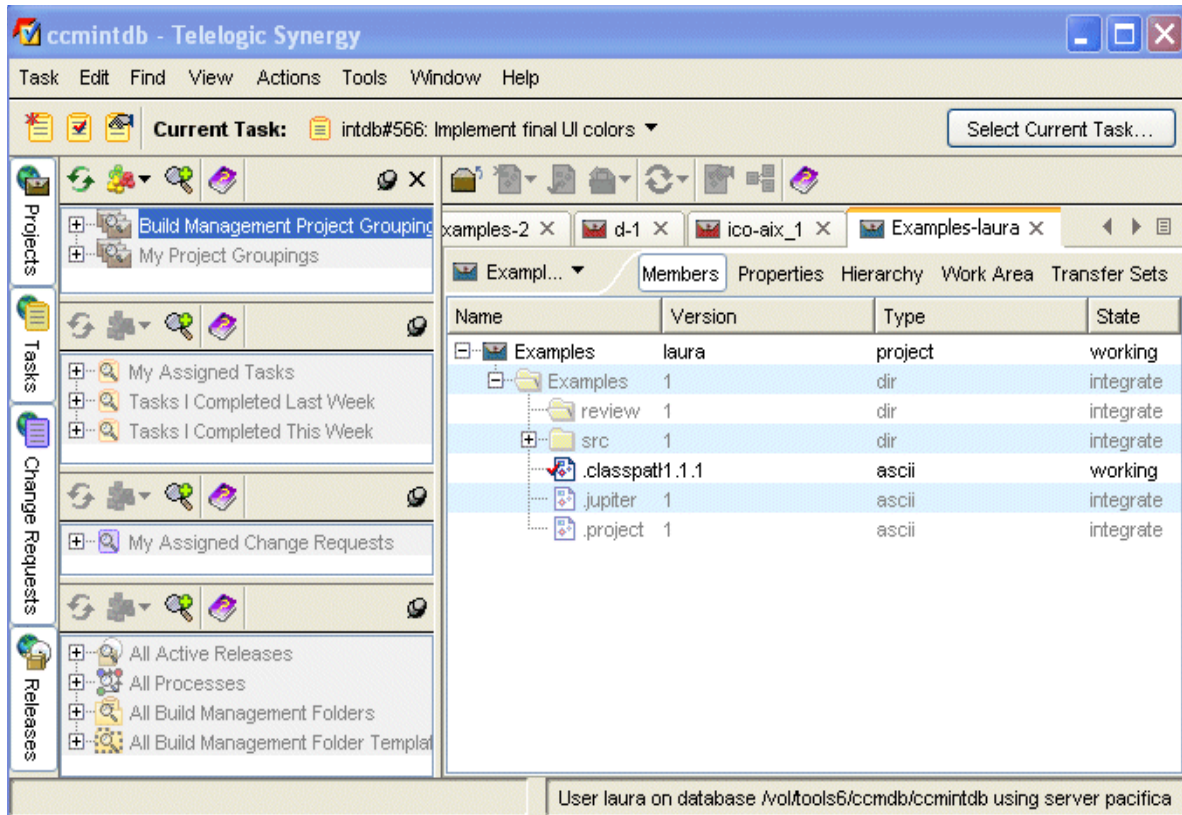 ccmintdb - Telelogic Synergy
Task Edit Find View Actions Tools Window Help
Current Task: intdb#566: Implement final UI colors Select Current Task...
Projects
Build Management Project Grouping
My Project Groupings
Tasks
My Assigned Tasks
Tasks I Completed Last Week
Tasks I Completed This Week
Change Requests
My Assigned Change Requests
Releases
All Active Releases
All Processes
All Build Management Folders
All Build Management Folder Templat
xamples-2 d-1 ico-aix_1 Examples-laura
Exampl... Members Properties Hierarchy Work Area Transfer Sets
Name Version Type State
Examples laura project working
Examples 1 dir integrate
review 1 dir integrate
src 1 dir integrate
.classpath 1.1.1 ascii working
.jupiter 1 ascii integrate
.project 1 ascii integrate
User laura on database /vol/tools6/ccmdb/ccmintdb using server pacifica